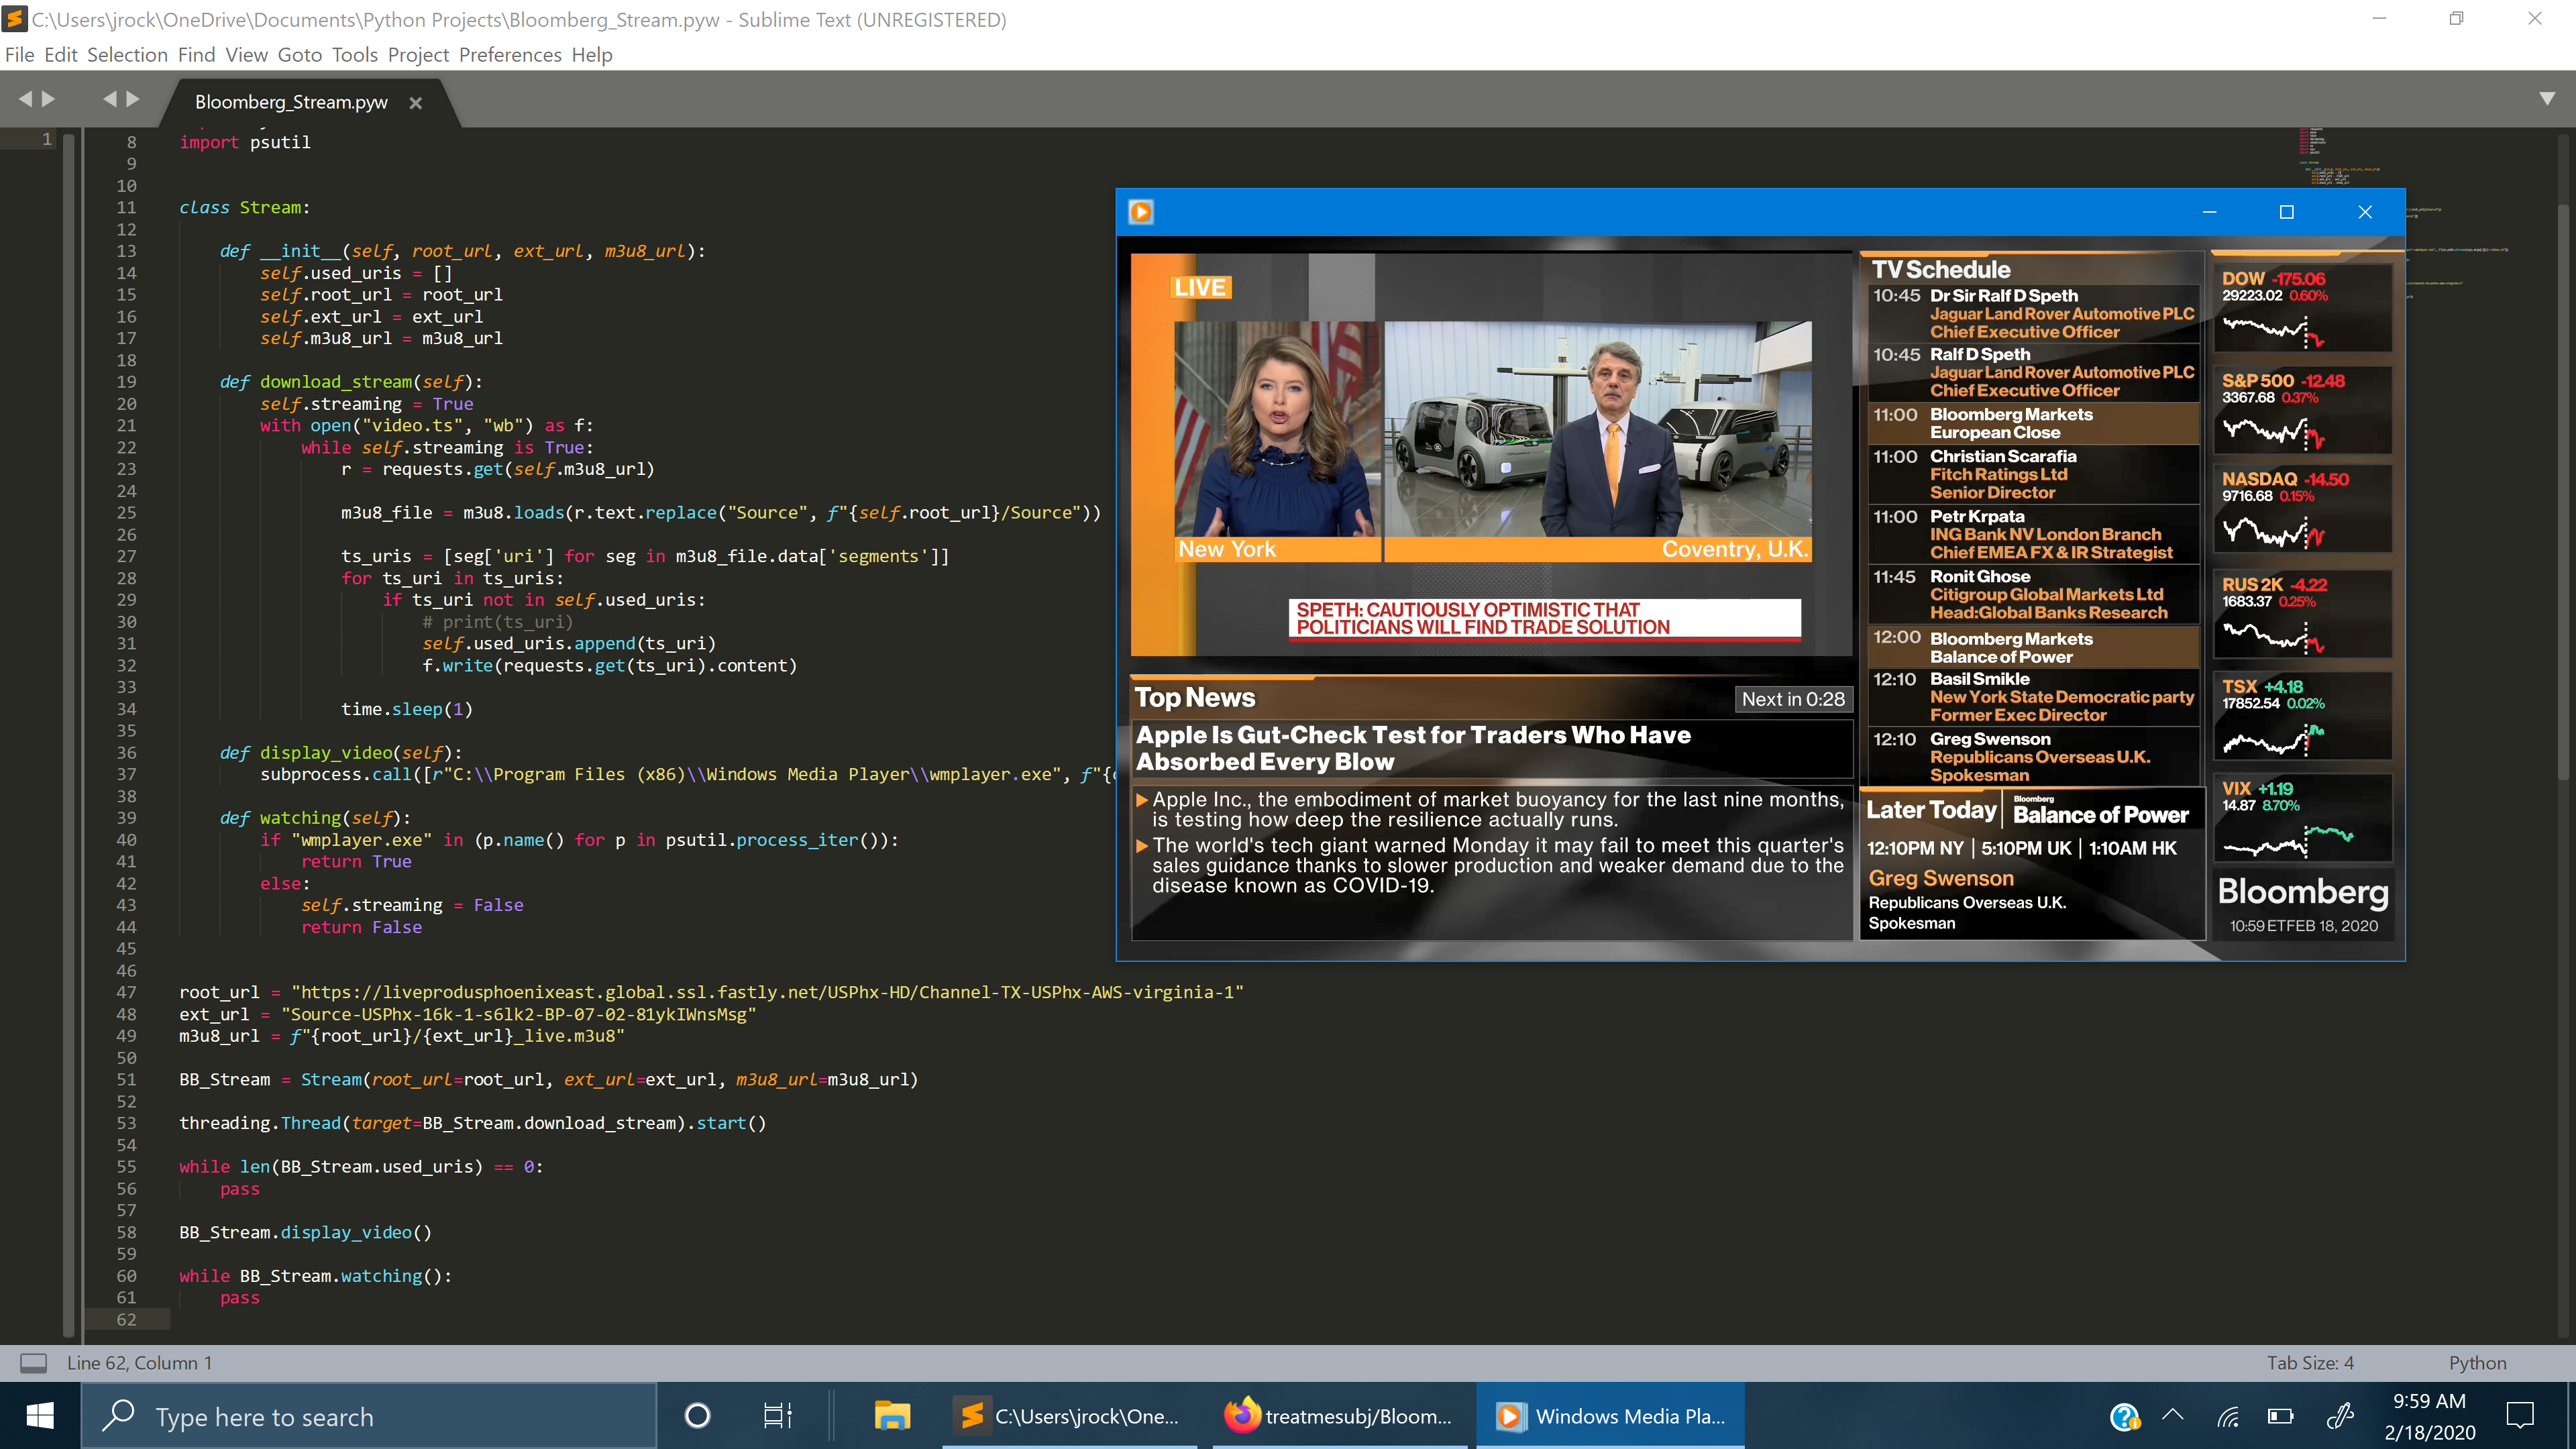 C:\Users\jrock\OneDrive\Documents\Python Projects\Bloomberg_Stream.pyw - Sublime Text (UNREGISTERED)
File Edit Selection Find View Goto Tools Project Preferences Help
Bloomberg_Stream.pyw
1
8 import psutil
9
10
11 class Stream:
12
13 def __init__(self, root_url, ext_url, m3u8_url):
14 self.used_uris = []
15 self.root_url = root_url
16 self.ext_url = ext_url
17 self.m3u8_url = m3u8_url
18
19 def download_stream(self):
20 self.streaming = True
21 with open("video.ts", "wb") as f:
22 while self.streaming is True:
23 r = requests.get(self.m3u8_url)
24
25 m3u8_file = m3u8.loads(r.text.replace("Source", f"{self.root_url}/Source"))
26
27 ts_uris = [seg['uri'] for seg in m3u8_file.data['segments']]
28 for ts_uri in ts_uris:
29 if ts_uri not in self.used_uris:
30 # print(ts_uri)
31 self.used_uris.append(ts_uri)
32 f.write(requests.get(ts_uri).content)
33
34 time.sleep(1)
35
36 def display_video(self):
37 subprocess.call([r"C:\\Program Files (x86)\\Windows Media Player\\wmplayer.exe", f"{
38
39 def watching(self):
40 if "wmplayer.exe" in (p.name() for p in psutil.process_iter()):
41 return True
42 else:
43 self.streaming = False
44 return False
45
46
47 root_url = "https://liveprodusphoenixeast.global.ssl.fastly.net/USPhx-HD/Channel-TX-USPhx-AWS-virginia-1"
48 ext_url = "Source-USPhx-16k-1-s6lk2-BP-07-02-81ykIWnsMsg"
49 m3u8_url = f"{root_url}/{ext_url}_live.m3u8"
50
51 BB_Stream = Stream(root_url=root_url, ext_url=ext_url, m3u8_url=m3u8_url)
52
53 threading.Thread(target=BB_Stream.download_stream).start()
54
55 while len(BB_Stream.used_uris) == 0:
56 pass
57
58 BB_Stream.display_video()
59
60 while BB_Stream.watching():
61 pass
62
LIVE
New York
Coventry, U.K.
SPETH: CAUTIOUSLY OPTIMISTIC THAT
POLITICIANS WILL FIND TRADE SOLUTION
Top News
Next in 0:28
Apple Is Gut-Check Test for Traders Who Have
Absorbed Every Blow
Apple Inc., the embodiment of market buoyancy for the last nine months,
is testing how deep the resilience actually runs.
The world's tech giant warned Monday it may fail to meet this quarter's
sales guidance thanks to slower production and weaker demand due to the
disease known as COVID-19.
TV Schedule
10:45 Dr Sir Ralf D Speth
Jaguar Land Rover Automotive PLC
Chief Executive Officer
10:45 Ralf D Speth
Jaguar Land Rover Automotive PLC
Chief Executive Officer
11:00 Bloomberg Markets
European Close
11:00 Christian Scarafia
Fitch Ratings Ltd
Senior Director
11:00 Petr Krpata
ING Bank NV London Branch
Chief EMEA FX & IR Strategist
11:45 Ronit Ghose
Citigroup Global Markets Ltd
Head:Global Banks Research
12:00 Bloomberg Markets
Balance of Power
12:10 Basil Smikle
New York State Democratic party
Former Exec Director
12:10 Greg Swenson
Republicans Overseas U.K.
Spokesman
Later Today
Bloomberg
Balance of Power
12:10PM NY | 5:10PM UK | 1:10AM HK
Greg Swenson
Republicans Overseas U.K.
Spokesman
DOW -175.06
29223.02 0.60%
S&P 500 -12.48
3367.68 0.37%
NASDAQ -14.50
9716.68 0.15%
RUS 2K -4.22
1683.37 0.25%
TSX +4.18
17852.54 0.02%
VIX +1.19
14.87 8.70%
Bloomberg
10:59 ET FEB 18, 2020
Line 62, Column 1
Tab Size: 4
Python
Type here to search
C:\Users\jrock\One...
treatmesubj/Bloom...
Windows Media Pla...
9:59 AM
2/18/2020